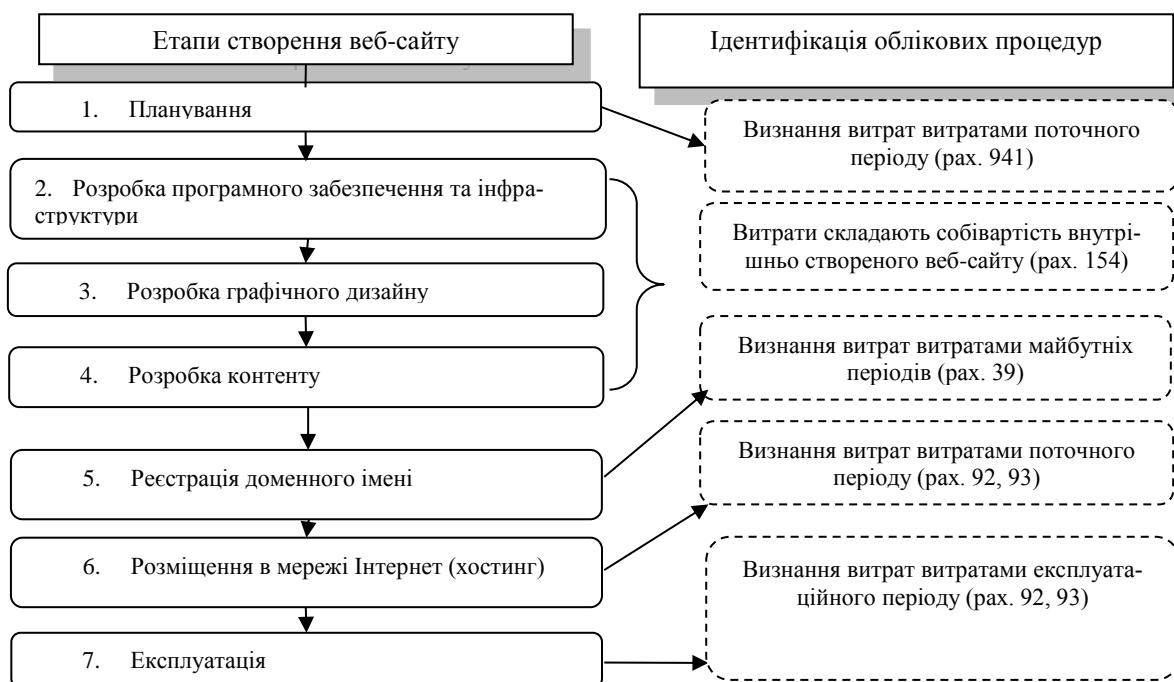 Етапи створення веб-сайту
1. Планування
2. Розробка програмного забезпечення та інфра-
структури
3. Розробка графічного дизайну
4. Розробка контенту
5. Реєстрація доменного імені
6. Розміщення в мережі Інтернет (хостинг)
7. Експлуатація
Ідентифікація облікових процедур
Визнання витрат витратами поточного
періоду (рах. 941)
Витрати складають собівартість внутрі-
шньо створеного веб-сайту (рах. 154)
Визнання витрат витратами майбутніх
періодів (рах. 39)
Визнання витрат витратами поточного
періоду (рах. 92, 93)
Визнання витрат витратами експлуата-
ційного періоду (рах. 92, 93)